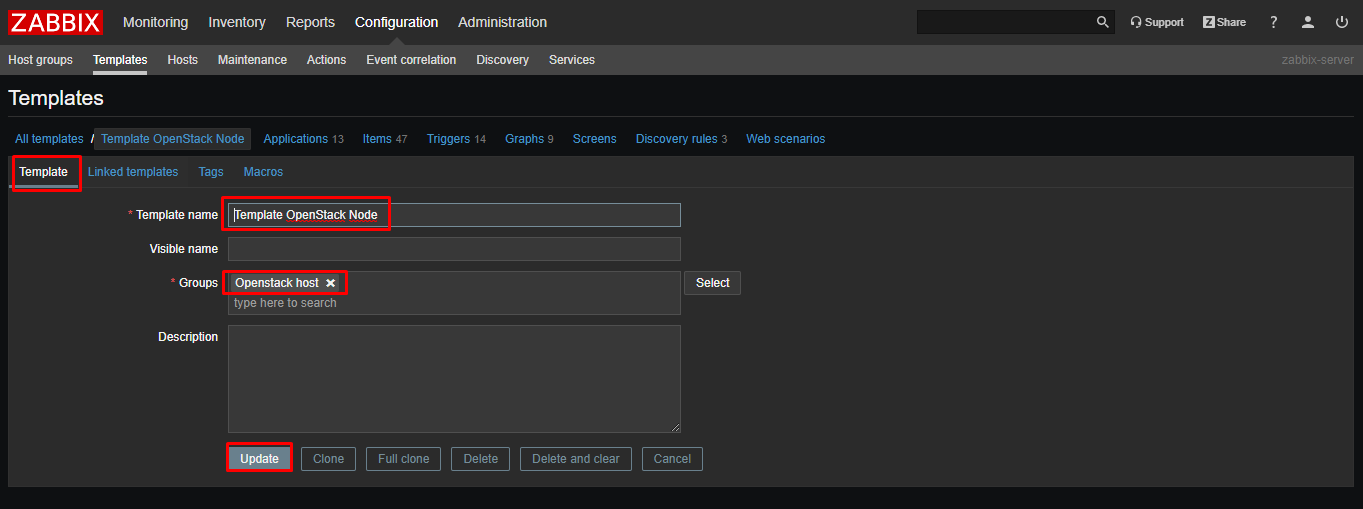 ZABBIX Monitoring Inventory Reports Configuration Administration Support Z Share ?
Host groups Templates Hosts Maintenance Actions Event correlation Discovery Services zabbix-server
Templates
All templates / Template OpenStack Node Applications 13 Items 47 Triggers 14 Graphs 9 Screens Discovery rules 3 Web scenarios
Template Linked templates Tags Macros
* Template name Template OpenStack Node
Visible name
* Groups Openstack host Select
type here to search
Description
Update Clone Full clone Delete Delete and clear Cancel